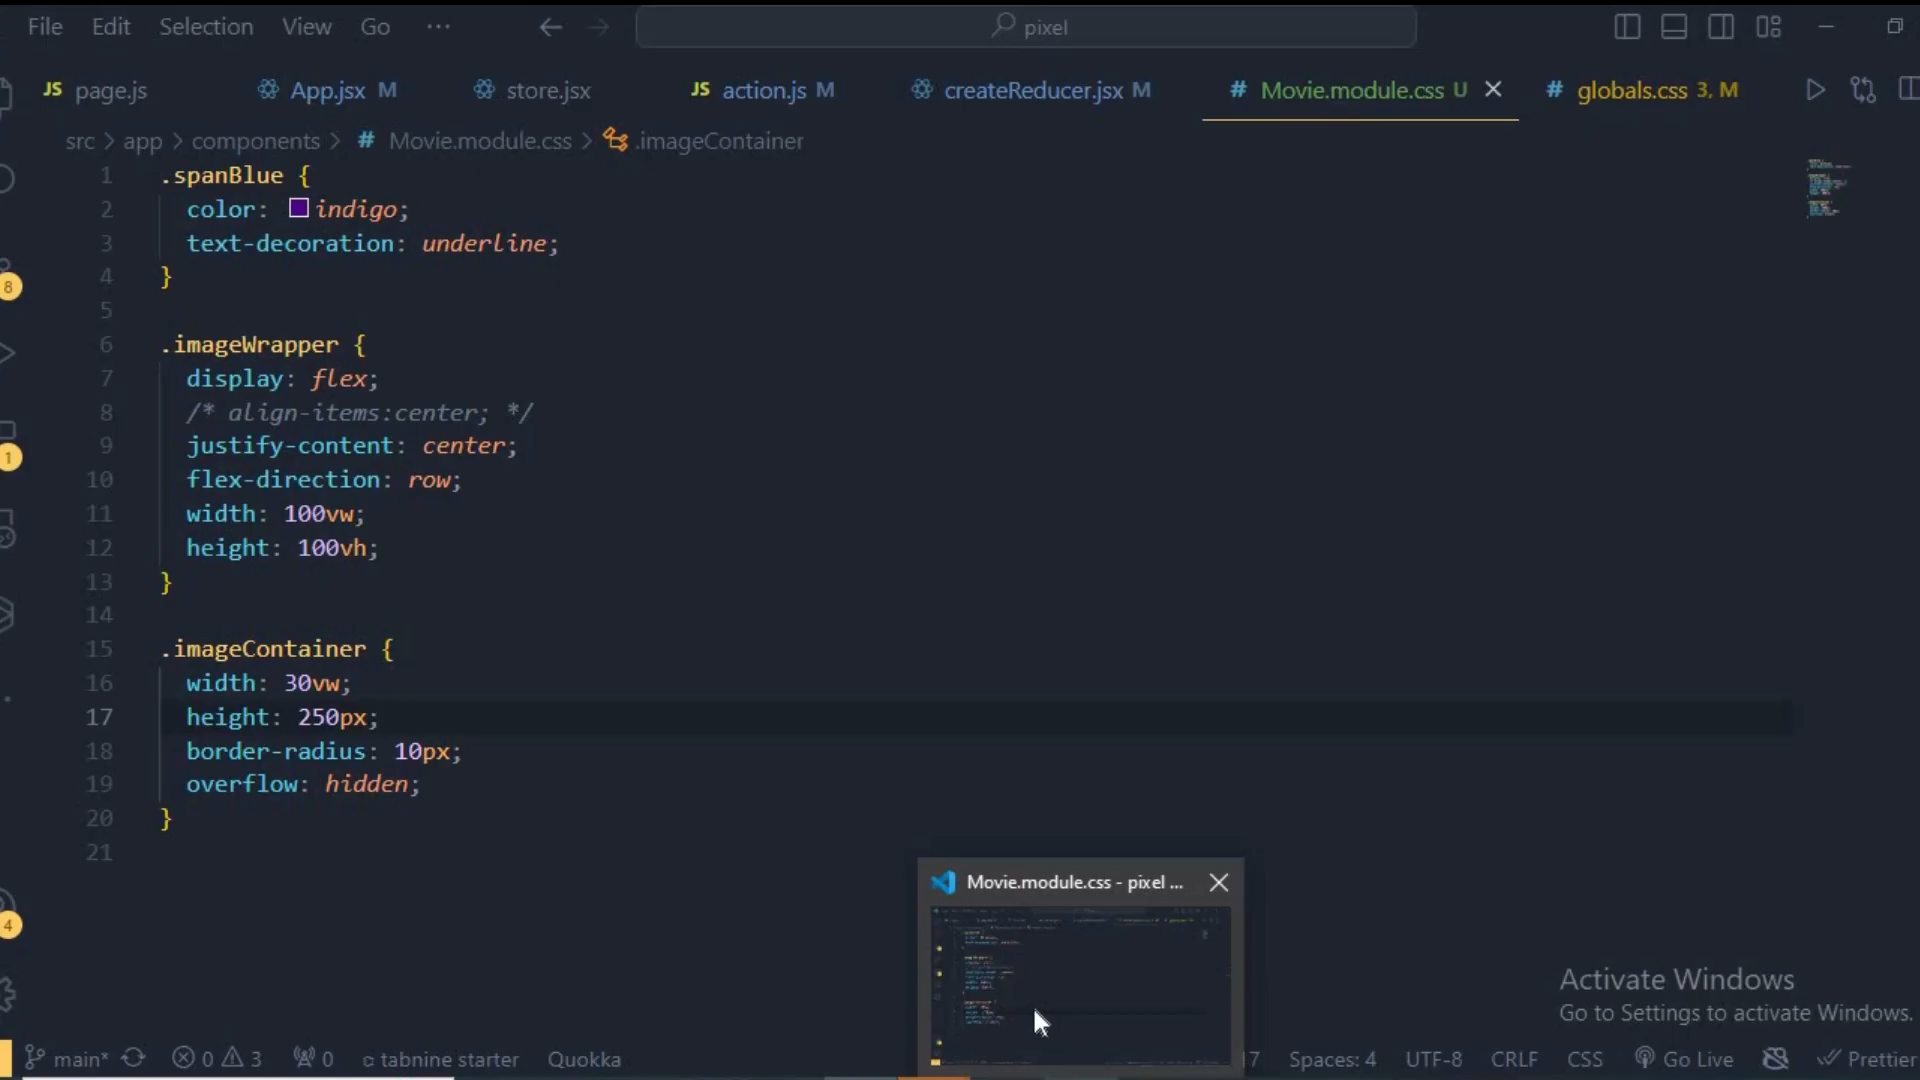 File Edit Selection View Go ··· pixel
JS page.js App.jsx M store.jsx JS action.js M createReducer.jsx M # Movie.module.css U # globals.css 3, M
src > app > components > # Movie.module.css > .imageContainer
1 .spanBlue {
2 color: indigo;
3 text-decoration: underline;
4 }
5
6 .imageWrapper {
7 display: flex;
8 /* align-items:center; */
9 justify-content: center;
10 flex-direction: row;
11 width: 100vw;
12 height: 100vh;
13 }
14
15 .imageContainer {
16 width: 30vw;
17 height: 250px;
18 border-radius: 10px;
19 overflow: hidden;
20 }
21
8
1
4
Movie.module.css - pixel ...
Activate Windows
Go to Settings to activate Windows.
main* 0 3 0 tabnine starter Quokka Spaces: 4 UTF-8 CRLF CSS Go Live Prettier